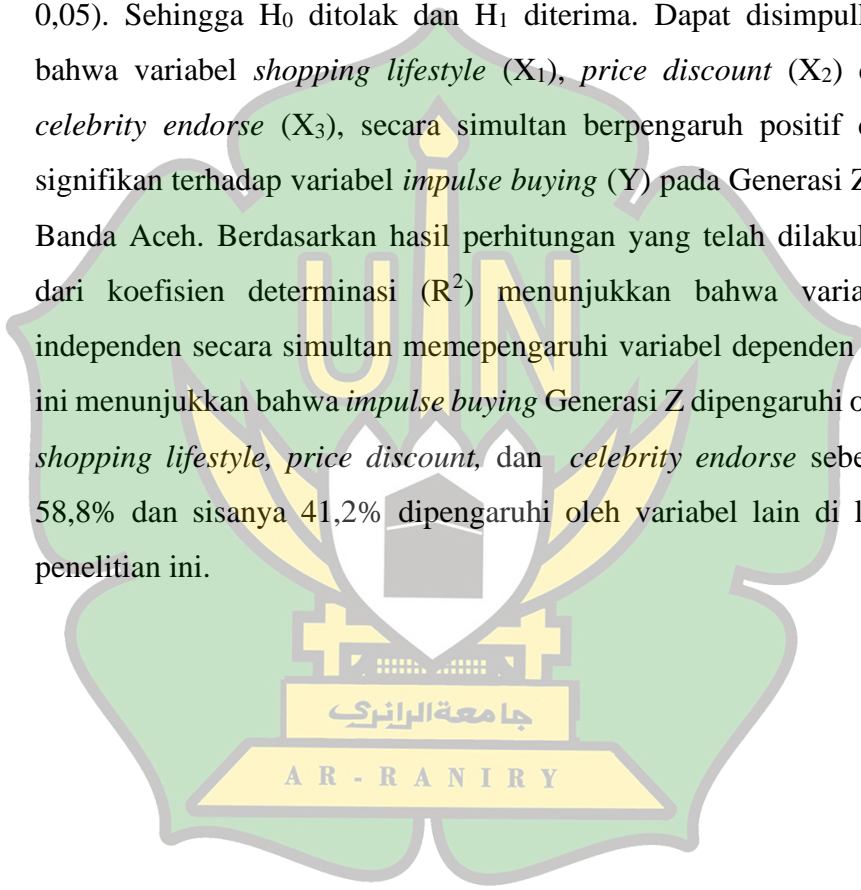 0,05). Sehingga H₀ ditolak dan H₁ diterima. Dapat disimpull
bahwa variabel shopping lifestyle (X₁), price discount (X₂)
celebrity endorse (X₃), secara simultan berpengaruh positif
signifikan terhadap variabel impulse buying (Y) pada Generasi Z
Banda Aceh. Berdasarkan hasil perhitungan yang telah dilakul
dari koefisien determinasi (R²) menunjukkan bahwa varia
independen secara simultan memepengaruhi variabel dependen
ini menunjukkan bahwa impulse buying Generasi Z dipengaruhi o
shopping lifestyle, price discount, dan celebrity endorse sebe
58,8% dan sisanya 41,2% dipengaruhi oleh variabel lain di l
penelitian ini.
UIN
جامعةالرانري
AR-RANIRY